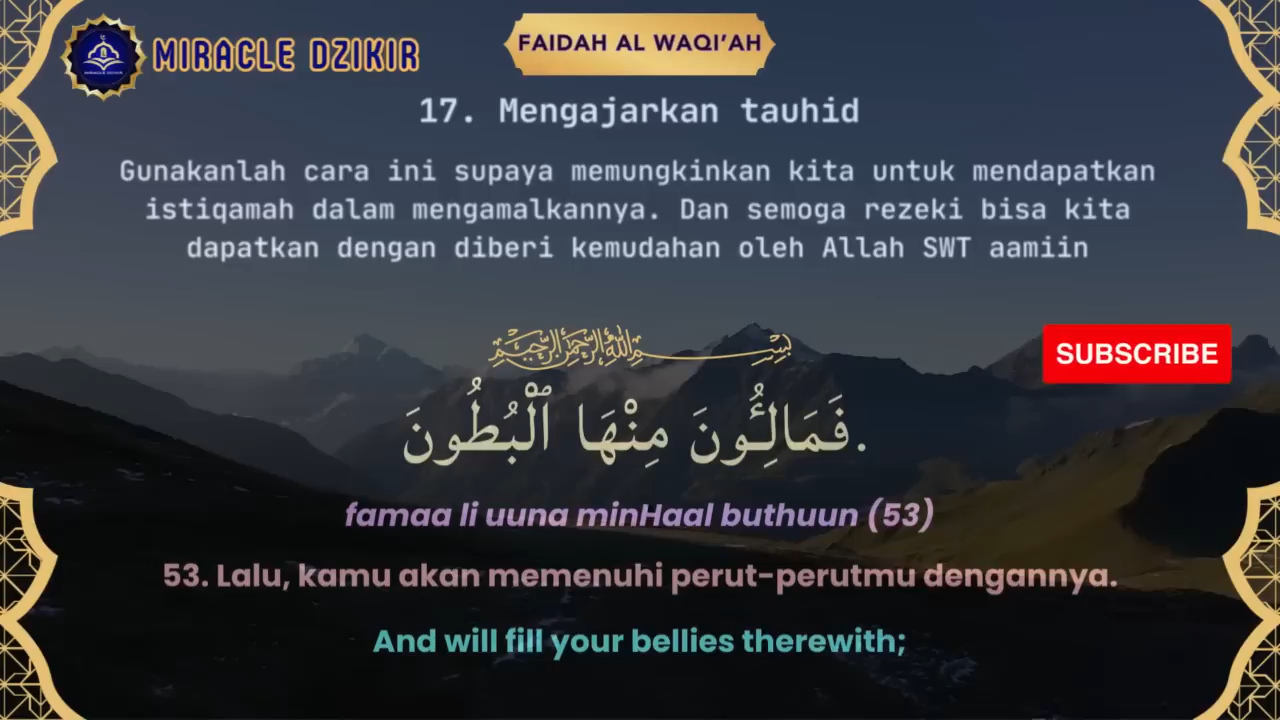 MIRACLE DZIKIR
FAIDAH AL WAQI'AH
17. Mengajarkan tauhid
Gunakanlah cara ini supaya memungkinkan kita untuk mendapatkan
istiqamah dalam mengamalkannya. Dan semoga rezeki bisa kita
dapatkan dengan diberi kemudahan oleh Allah SWT aamiin
بِسْمِ اللهِ الرَّحْمٰنِ الرَّحِيْمِ
SUBSCRIBE
فَمَالِـُٔونَ مِنْهَا ٱلْبُطُونَ.
famaa li uuna minHaal buthuun (53)
53. Lalu, kamu akan memenuhi perut-perutmu dengannya.
And will fill your bellies therewith;